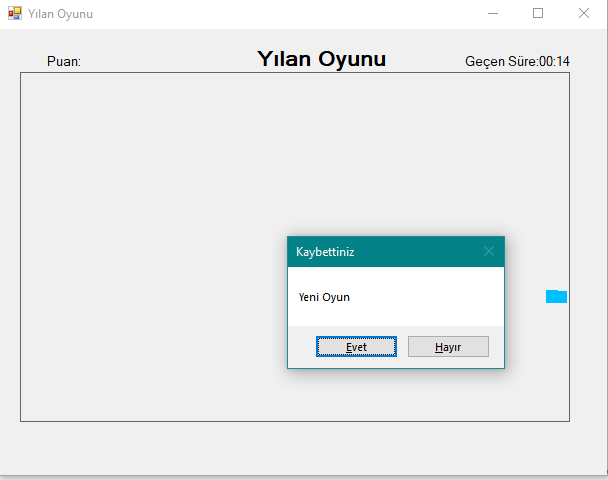 Yılan Oyunu
Puan:
Yılan Oyunu
Geçen Süre:00:14
Kaybettiniz
Yeni Oyun
Evet
Hayır